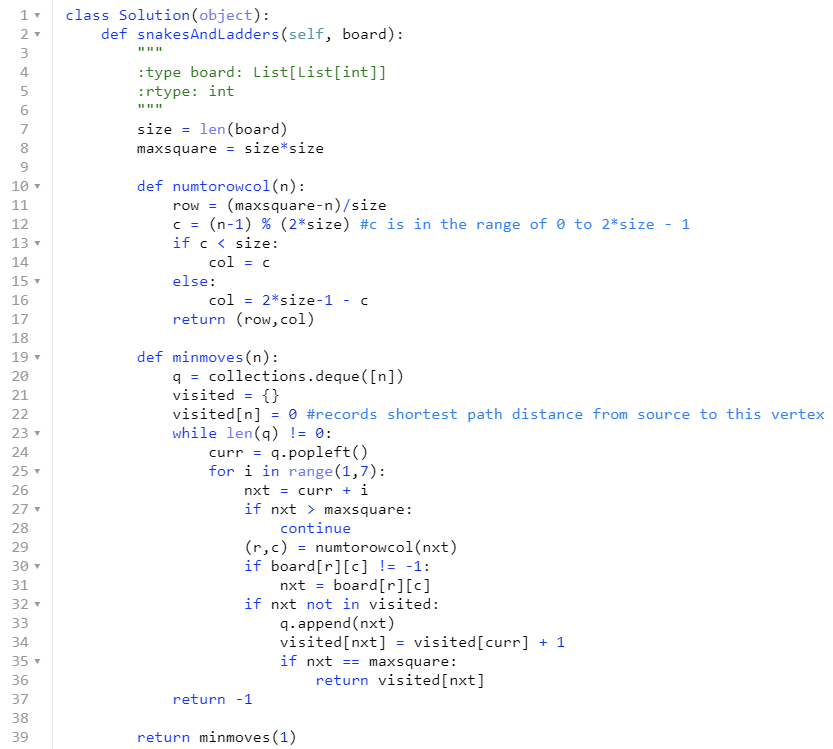 1 class Solution(object):
2     def snakesAndLadders(self, board):
3         """
4         :type board: List[List[int]]
5         :rtype: int
6         """
7         size = len(board)
8         maxsquare = size*size
9
10         def numtorowcol(n):
11             row = (maxsquare-n)/size
12             c = (n-1) % (2*size) #c is in the range of 0 to 2*size - 1
13             if c < size:
14                 col = c
15             else:
16                 col = 2*size-1 - c
17             return (row,col)
18
19         def minmoves(n):
20             q = collections.deque([n])
21             visited = {}
22             visited[n] = 0 #records shortest path distance from source to this vertex
23             while len(q) != 0:
24                 curr = q.popleft()
25                 for i in range(1,7):
26                     nxt = curr + i
27                     if nxt > maxsquare:
28                         continue
29                     (r,c) = numtorowcol(nxt)
30                     if board[r][c] != -1:
31                         nxt = board[r][c]
32                     if nxt not in visited:
33                         q.append(nxt)
34                         visited[nxt] = visited[curr] + 1
35                         if nxt == maxsquare:
36                             return visited[nxt]
37             return -1
38
39         return minmoves(1)